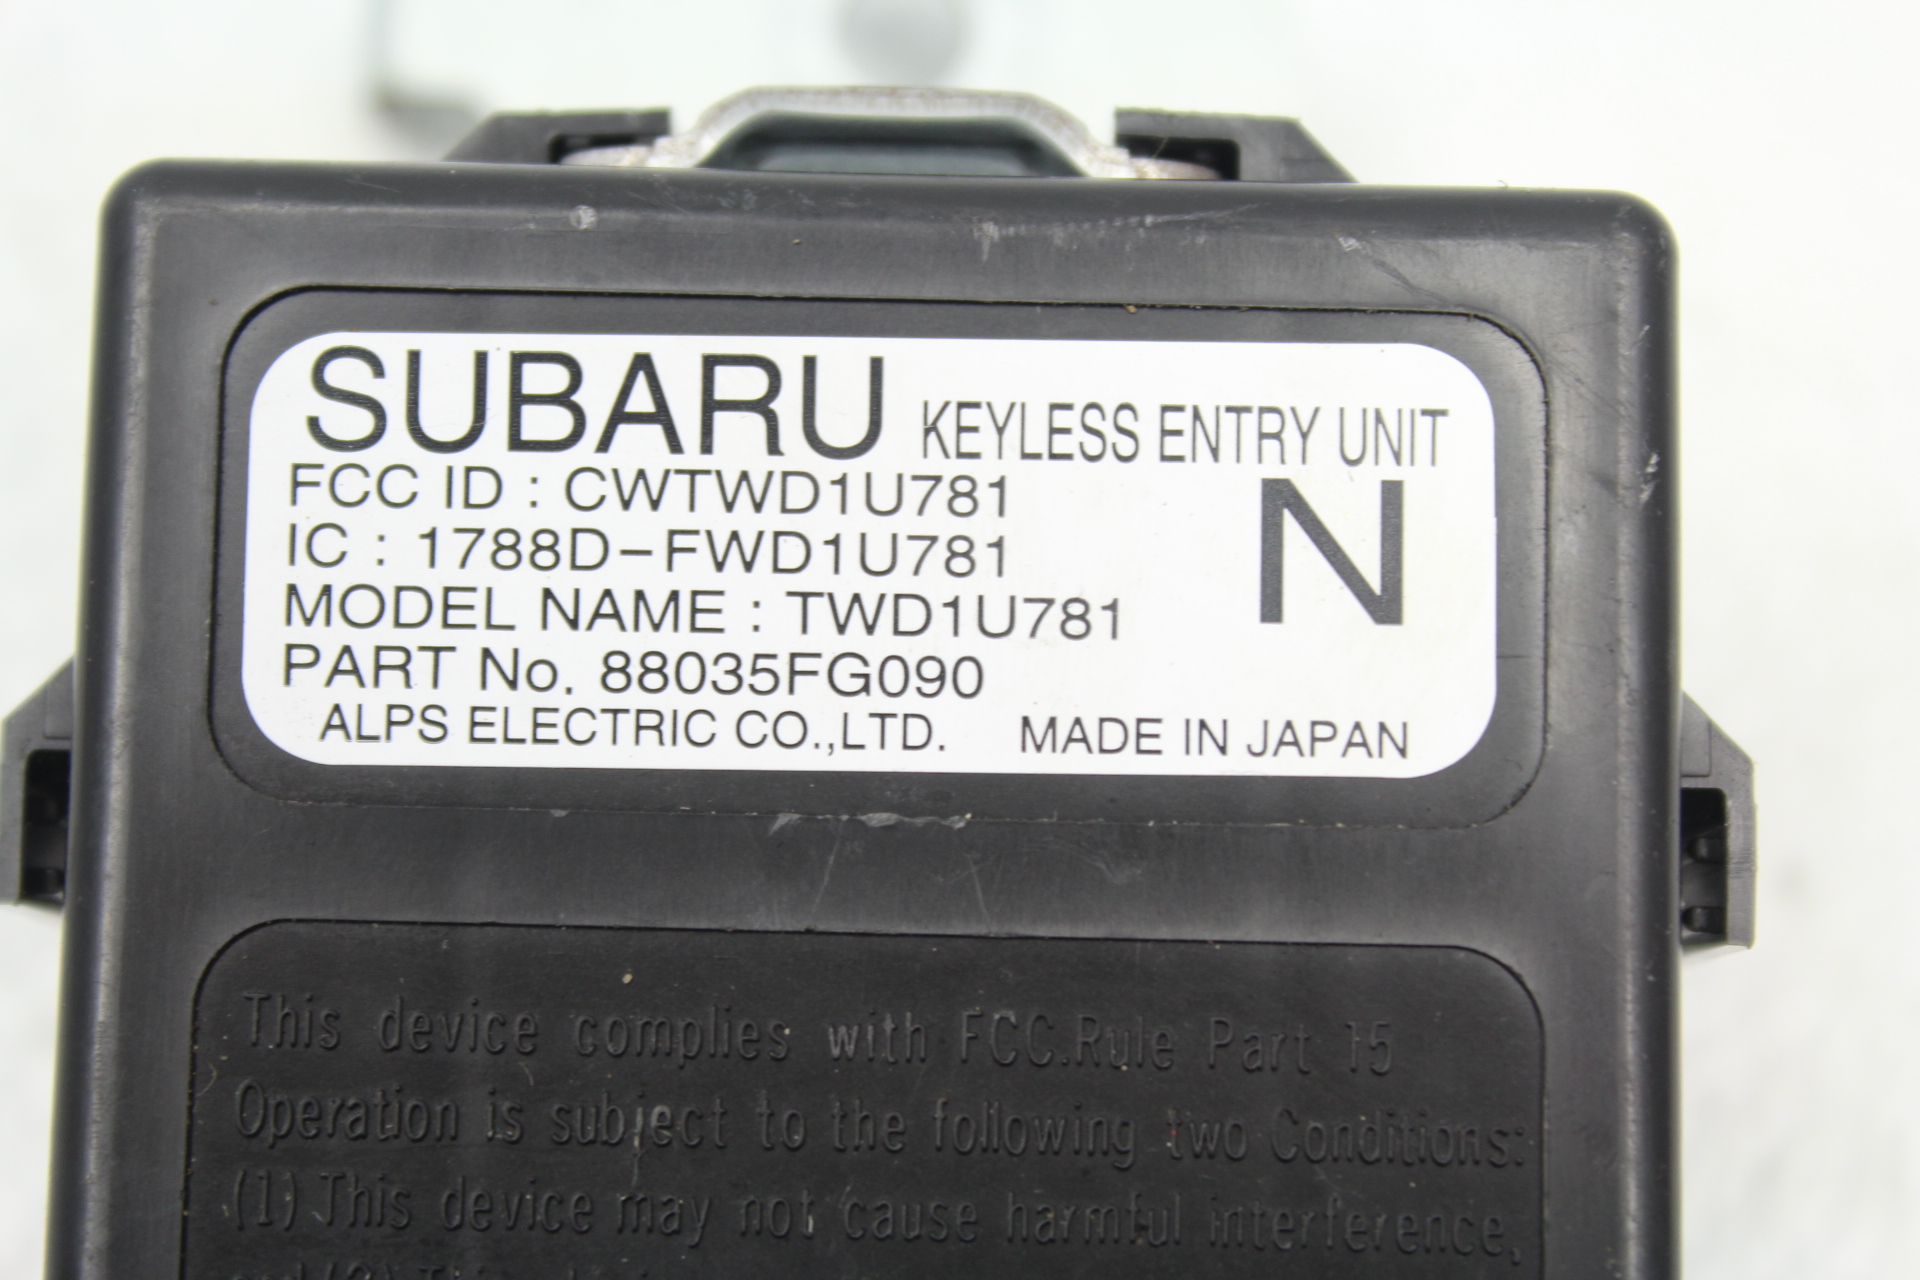 SUBARU KEYLESS ENTRY UNIT
FCC ID : CWTWD1U781
IC : 1788D-FWD1U781
N
MODEL NAME : TWD1U781
PART No. 88035FG090
ALPS ELECTRIC CO.,LTD. MADE IN JAPAN
This device complies with FCC.Rule Part 15
Operation is subject to the following two Conditions:
(1) This device may not cause harmful interference,